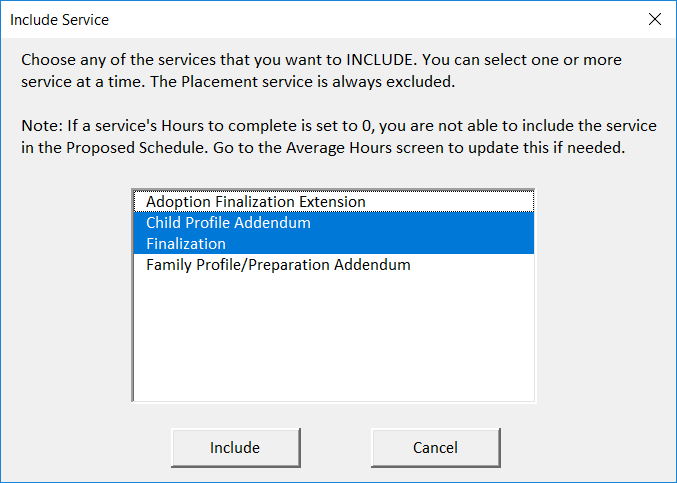 Include Service
Choose any of the services that you want to INCLUDE. You can select one or more
service at a time. The Placement service is always excluded.
Note: If a service's Hours to complete is set to 0, you are not able to include the service
in the Proposed Schedule. Go to the Average Hours screen to update this if needed.
Adoption Finalization Extension
Child Profile Addendum
Finalization
Family Profile/Preparation Addendum
Include
Cancel